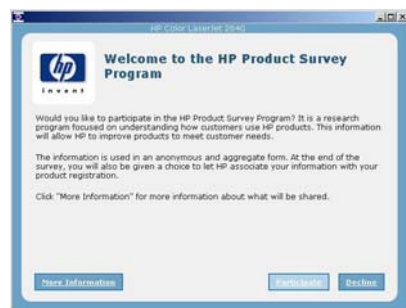 HP Color LaserJet 2840
hp
invent
Welcome to the HP Product Survey
Program
Would you like to participate in the HP Product Survey Program? It is a research
program focused on understanding how customers use HP products. This information
will allow HP to improve products to meet customer needs.
The information is used in an anonymous and aggregate form. At the end of the
survey, you will also be given a choice to let HP associate your information with your
product registration.
Click "More Information" for more information about what will be shared.
More Information
Participate
Decline